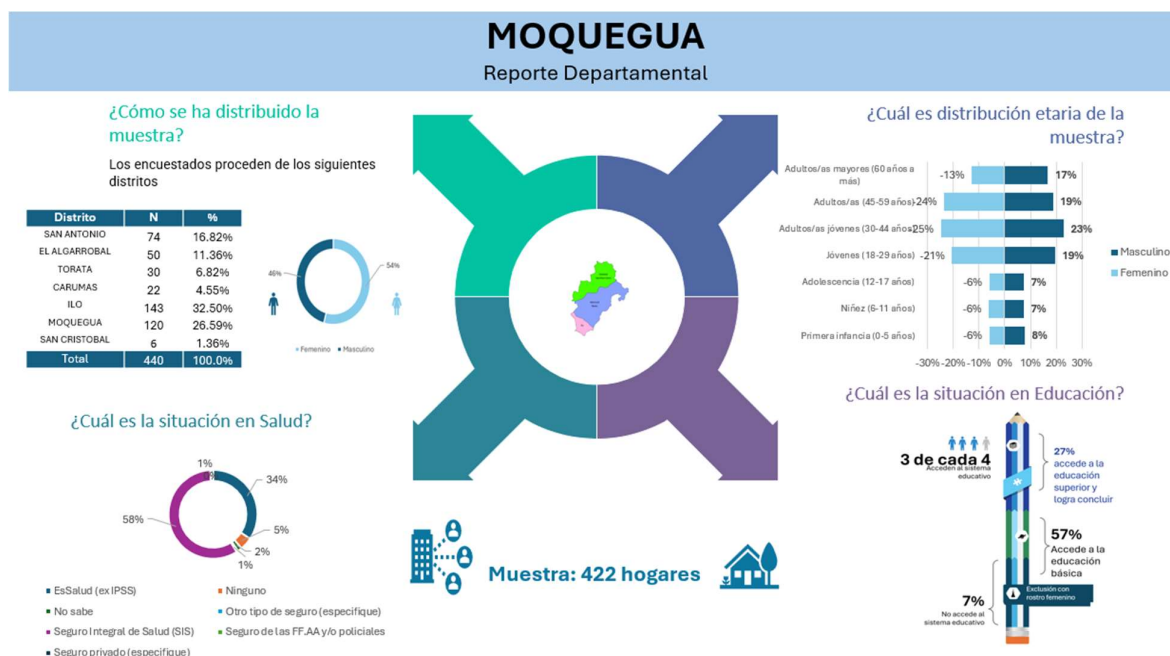 MOQUEGUA
Reporte Departamental
¿Cómo se ha distribuido la
muestra?
Los encuestados proceden de los siguientes
distritos
Distrito N %
SAN ANTONIO 74 16.82%
EL ALGARROBAL 50 11.36%
TORATA 30 6.82%
CARUMAS 22 4.55%
ILO 143 32.50%
MOQUEGUA 120 26.59%
SAN CRISTOBAL 6 1.36%
Total 440 100.0%
46%
54%
Femenino Masculino
¿Cuál es distribución etaria de la
muestra?
Adultos/as mayores (60 años a
más) -13% 17%
Adultos/as (45-59 años) -24% 19%
Adultos/as jóvenes (30-44 años) -25% 23%
Jóvenes (18-29 años) -21% 19%
Adolescencia (12-17 años) -6% 7%
Niñez (6-11 años) -6% 7%
Primera infancia (0-5 años) -6% 8%
-30% -20% -10% 0% 10% 20% 30%
Masculino
Femenino
¿Cuál es la situación en Salud?
1%
34%
58%
5%
2%
1%
EsSalud (ex IPSS) Ninguno
No sabe Otro tipo de seguro (especifique)
Seguro Integral de Salud (SIS) Seguro de las FF.AA y/o policiales
Seguro privado (especifique)
Muestra: 422 hogares
¿Cuál es la situación en Educación?
3 de cada 4
Acceden al sistema
educativo
27%
accede a la
educación
superior y
logra concluir
57%
Accede a la
educación
básica
Exclusión con
rostro femenino
7%
No accede al
sistema educativo